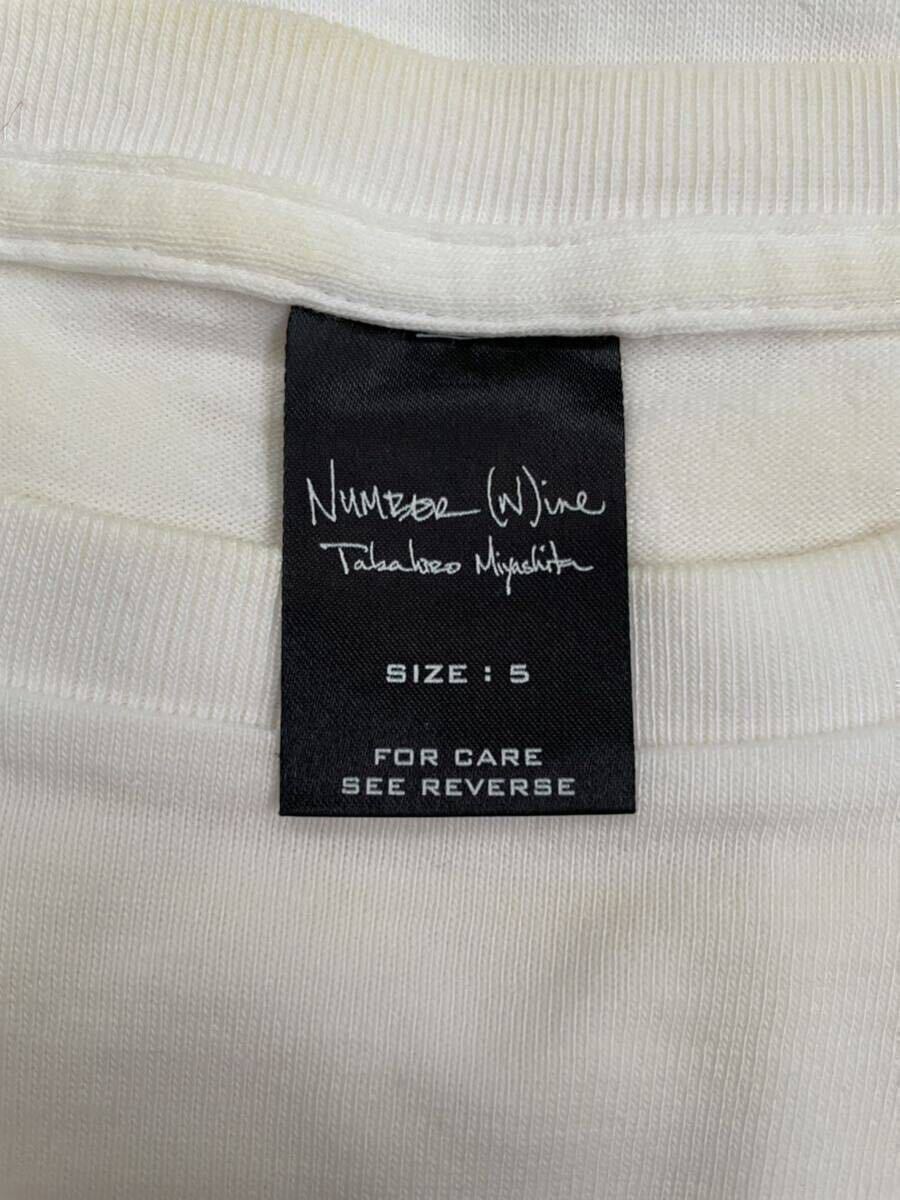 NUMBER (N)ine
Takahiro Miyashita
SIZE : 5
FOR CARE
SEE REVERSE